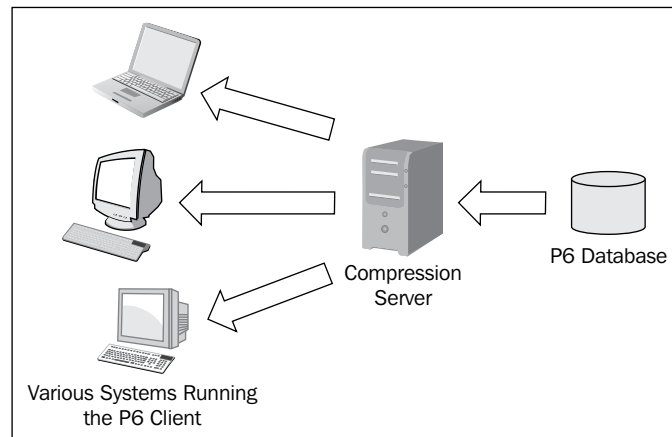 Compression
Server
P6 Database
Various Systems Running
the P6 Client